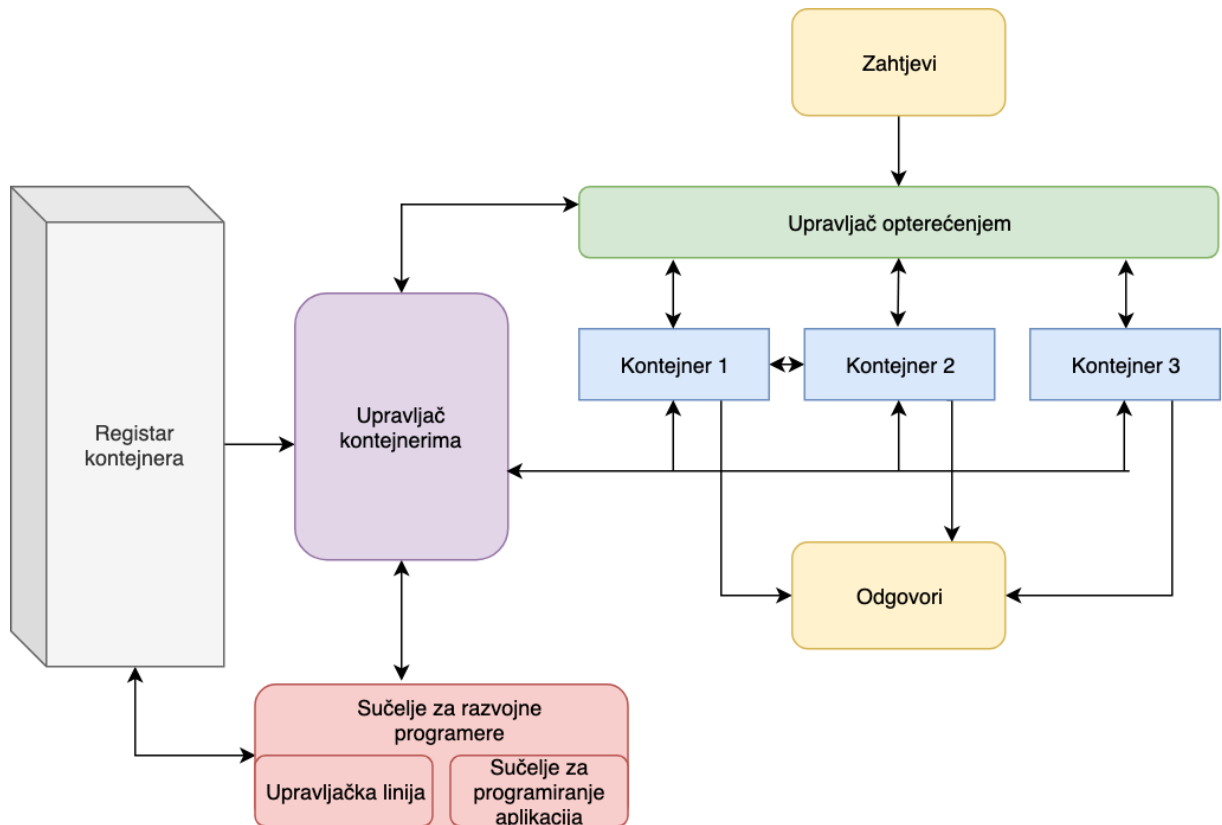 Zahtjevi
Upravljač opterećenjem
Kontejner 1
Kontejner 2
Kontejner 3
Registar
kontejnera
Upravljač
kontejnerima
Odgovori
Sučelje za razvojne
programere
Upravljačka linija
Sučelje za
programiranje
aplikacija